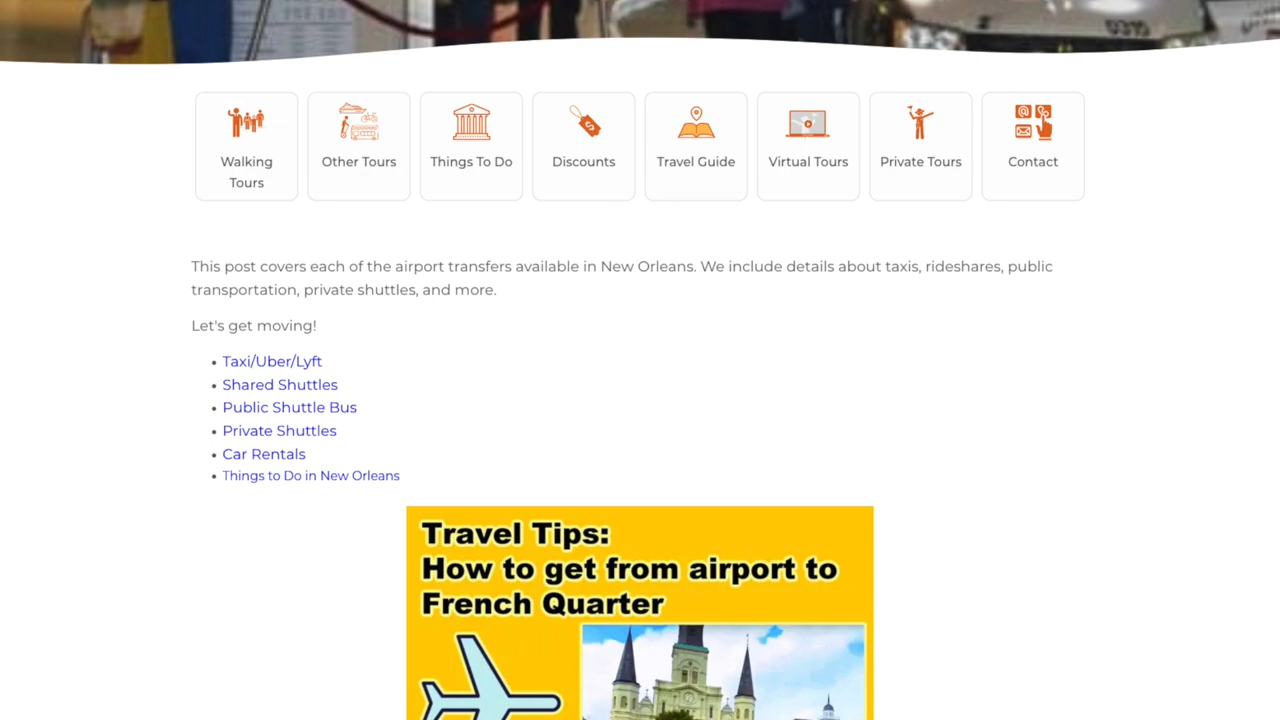 Walking
Tours
Other Tours
Things To Do
Discounts
Travel Guide
Virtual Tours
Private Tours
Contact
This post covers each of the airport transfers available in New Orleans. We include details about taxis, rideshares, public
transportation, private shuttles, and more.
Let's get moving!
• Taxi/Uber/Lyft
• Shared Shuttles
• Public Shuttle Bus
• Private Shuttles
• Car Rentals
• Things to Do in New Orleans
Travel Tips:
How to get from airport to
French Quarter